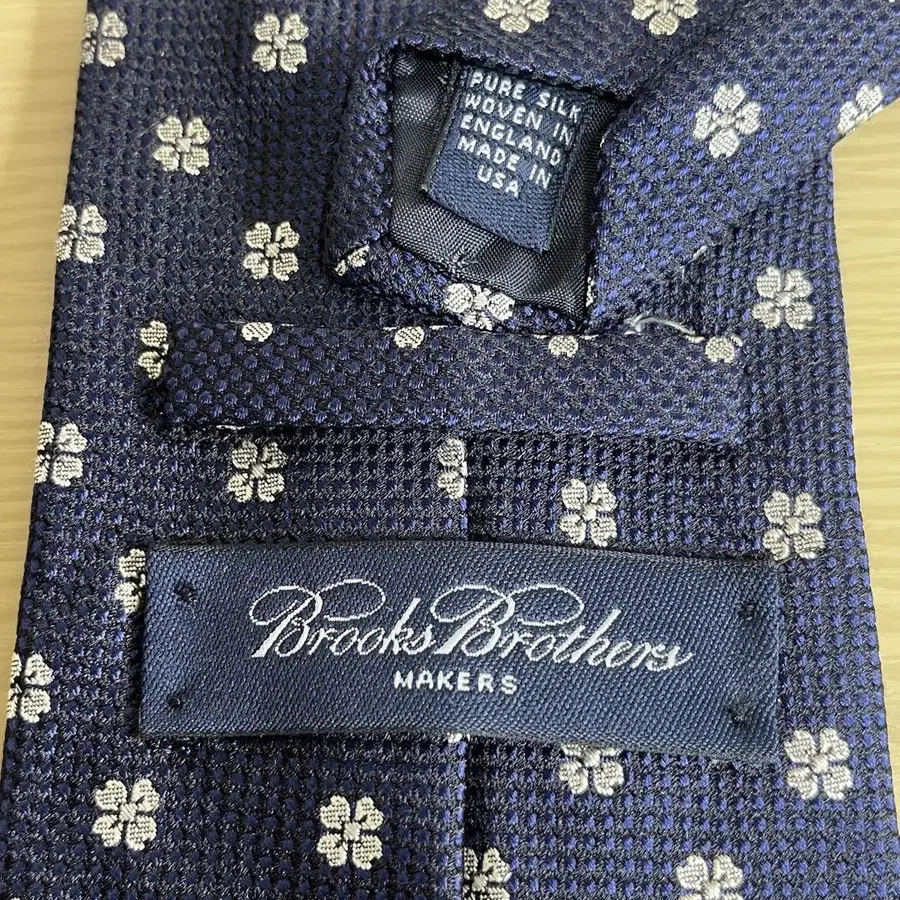 PURE SILK
WOVEN IN
ENGLAND
MADE IN
USA
Brooks Brothers
MAKERS